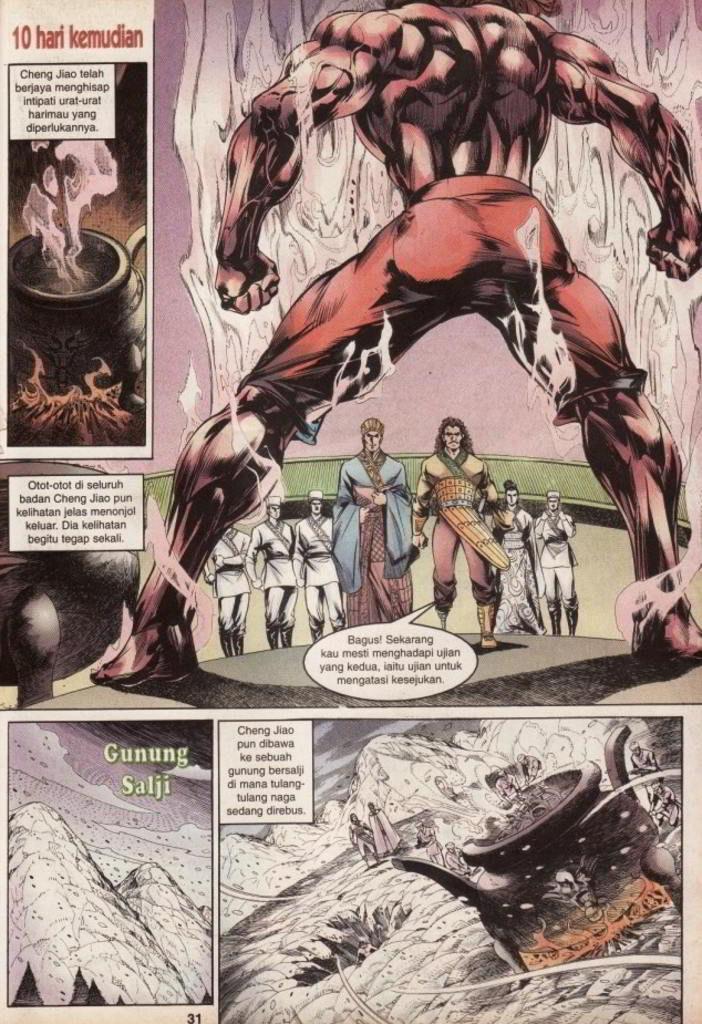 10 hari kemudian
Cheng Jiao telah
berjaya menghisap
intipati urat-urat
harimau yang
diperlukannya.
Otot-otot di seluruh
badan Cheng Jiao pun
kelihatan jelas menonjol
keluar. Dia kelihatan
begitu tegap sekali.
Bagus! Sekarang
kau mesti menghadapi ujian
yang kedua, iaitu ujian untuk
mengatasi kesejukan.
Gunung
Salji
Cheng Jiao
pun dibawa
ke sebuah
gunung bersalji
di mana tulang-
tulang naga
sedang direbus.
31